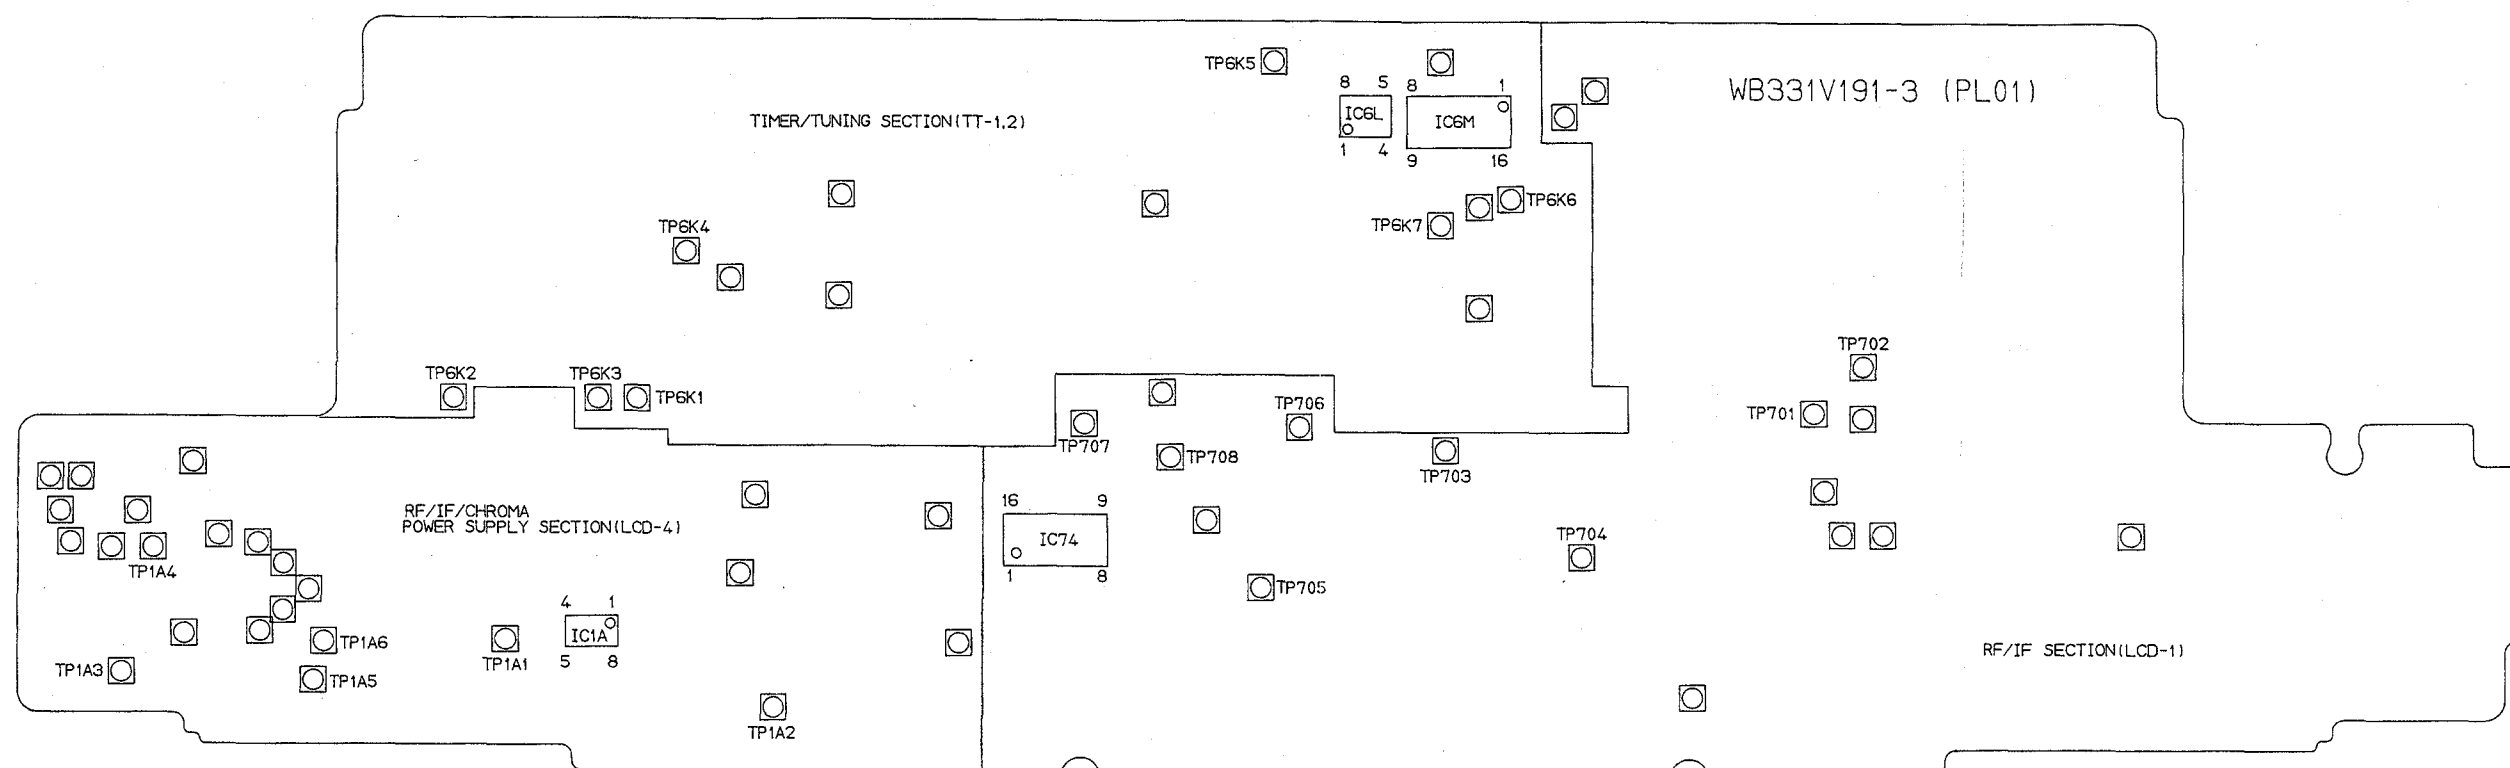 TP6K5
8 5
8 1
IC6L
IC6M
1 4
9 16
WB331V191-3 (PL01)
TIMER/TUNING SECTION(TT-1,2)
TP6K4
TP6K7
TP6K6
TP6K2
TP6K3
TP6K1
TP702
TP701
TP706
TP707
TP708
TP703
RF/IF/CHROMA
POWER SUPPLY SECTION(LCD-4)
16 9
IC74
1 8
TP704
TP705
TP1A4
4 1
IC1A
5 8
TP1A6
TP1A1
TP1A3
TP1A5
TP1A2
RF/IF SECTION(LCD-1)